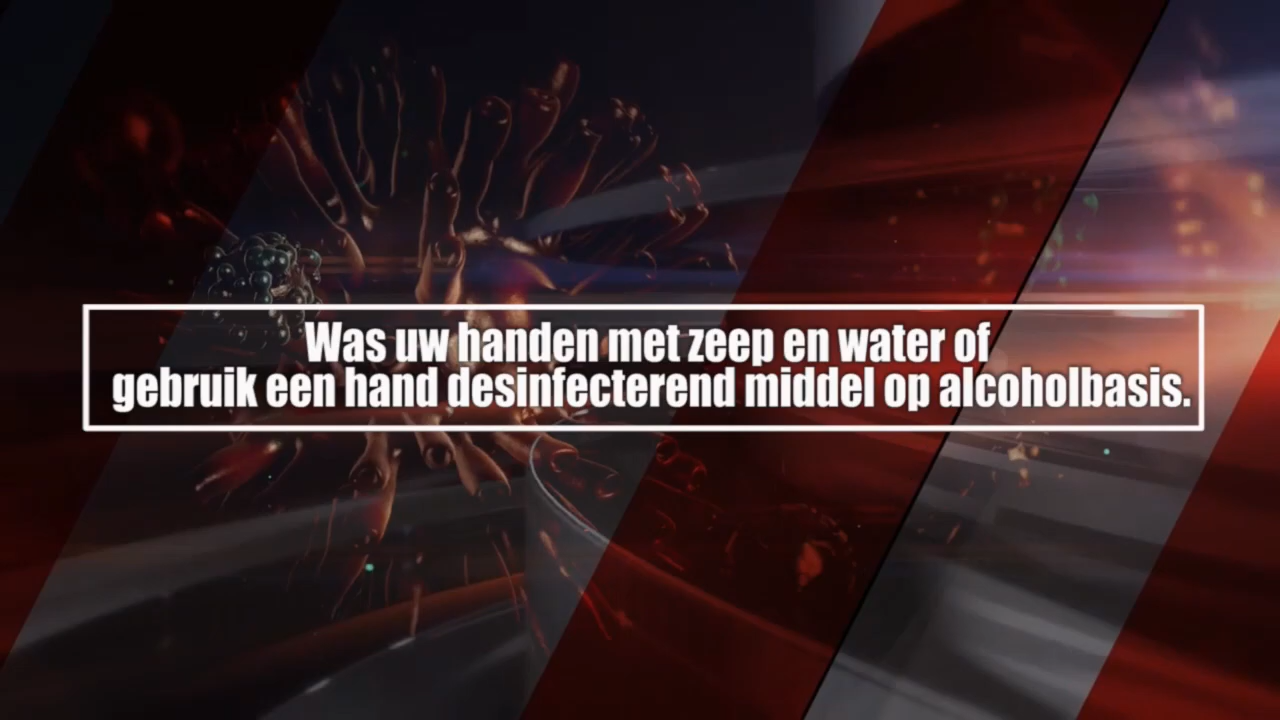 Was uw handen met zeep en water of
gebruik een hand desinfecterend middel op alcoholbasis.